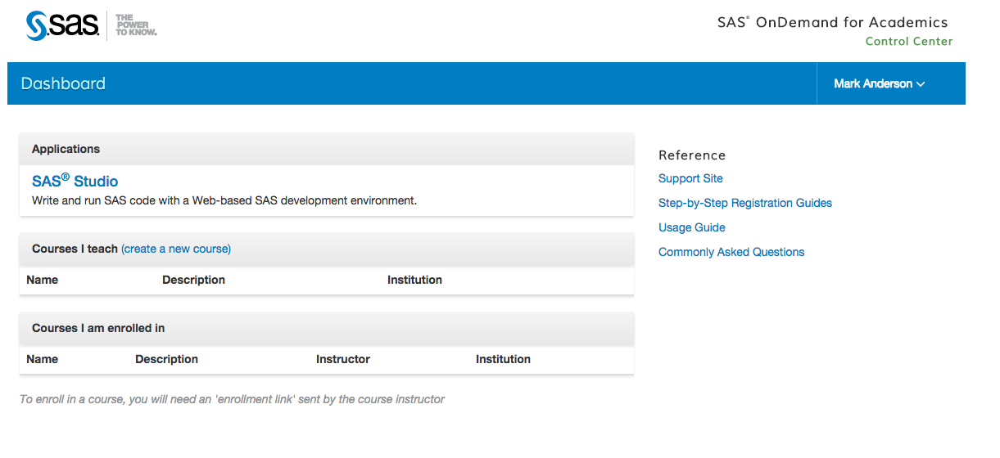 sas THE POWER TO KNOW.
SAS® OnDemand for Academics
Control Center
Dashboard
Mark Anderson
Applications
SAS® Studio
Write and run SAS code with a Web-based SAS development environment.
Courses I teach (create a new course)
Name Description Institution
Courses I am enrolled in
Name Description Instructor Institution
To enroll in a course, you will need an 'enrollment link' sent by the course instructor
Reference
Support Site
Step-by-Step Registration Guides
Usage Guide
Commonly Asked Questions